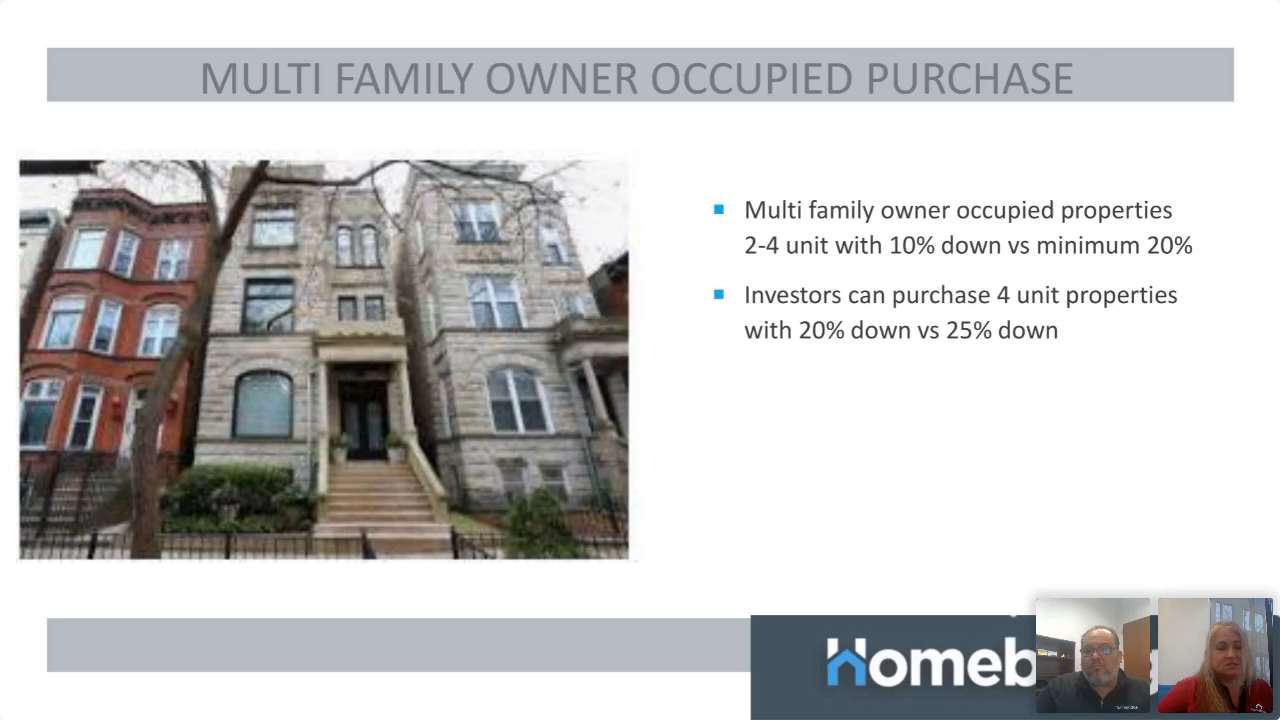 MULTI FAMILY OWNER OCCUPIED PURCHASE
Multi family owner occupied properties
2-4 unit with 10% down vs minimum 20%
Investors can purchase 4 unit properties
with 20% down vs 25% down